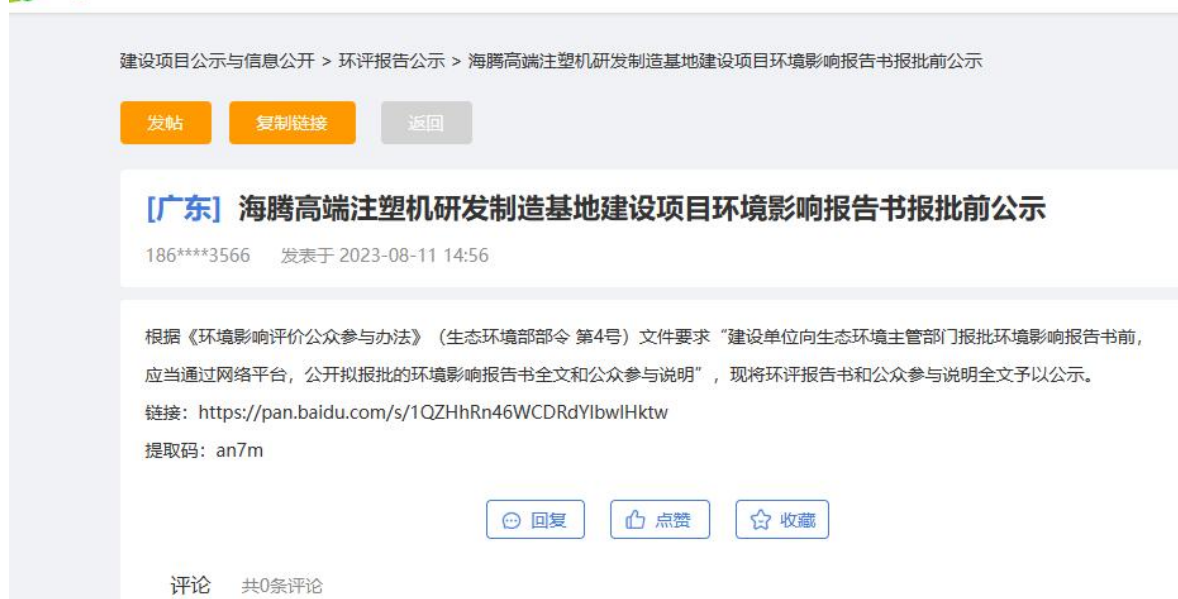 建设项目公示与信息公开 > 环评报告公示 > 海腾高端注塑机研发制造基地建设项目环境影响报告书报批前公示
发帖 复制链接 返回
[广东] 海腾高端注塑机研发制造基地建设项目环境影响报告书报批前公示
186****3566 发表于 2023-08-11 14:56
根据《环境影响评价公众参与办法》（生态环境部部令 第4号）文件要求“建设单位向生态环境主管部门报批环境影响报告书前，
应当通过网络平台，公开拟报批的环境影响报告书全文和公众参与说明”，现将环评报告书和公众参与说明全文予以公示。
链接：https://pan.baidu.com/s/1QZHhRn46WCDRdYlbwlHktw
提取码：an7m
回复 点赞 收藏
评论 共0条评论